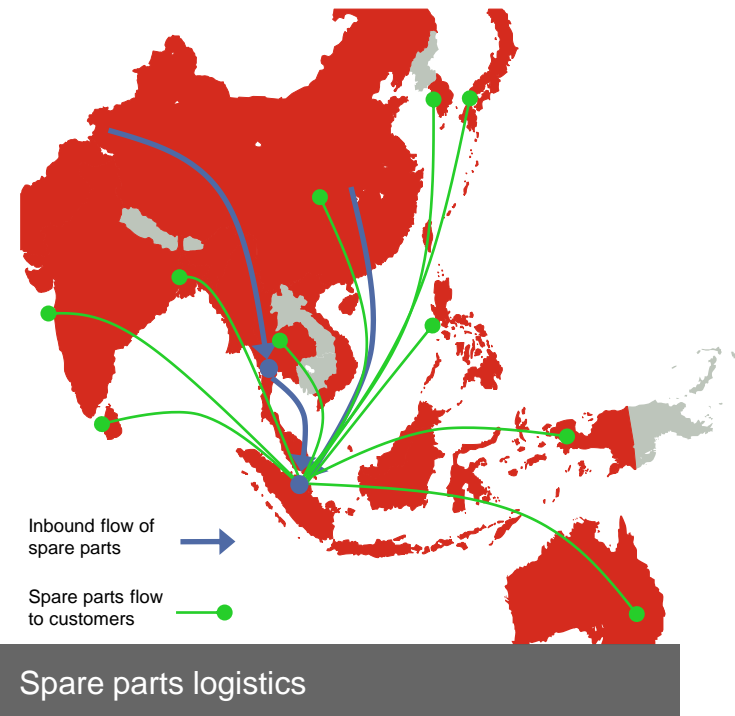 Inbound flow of
spare parts
Spare parts flow
to customers
Spare parts logistics